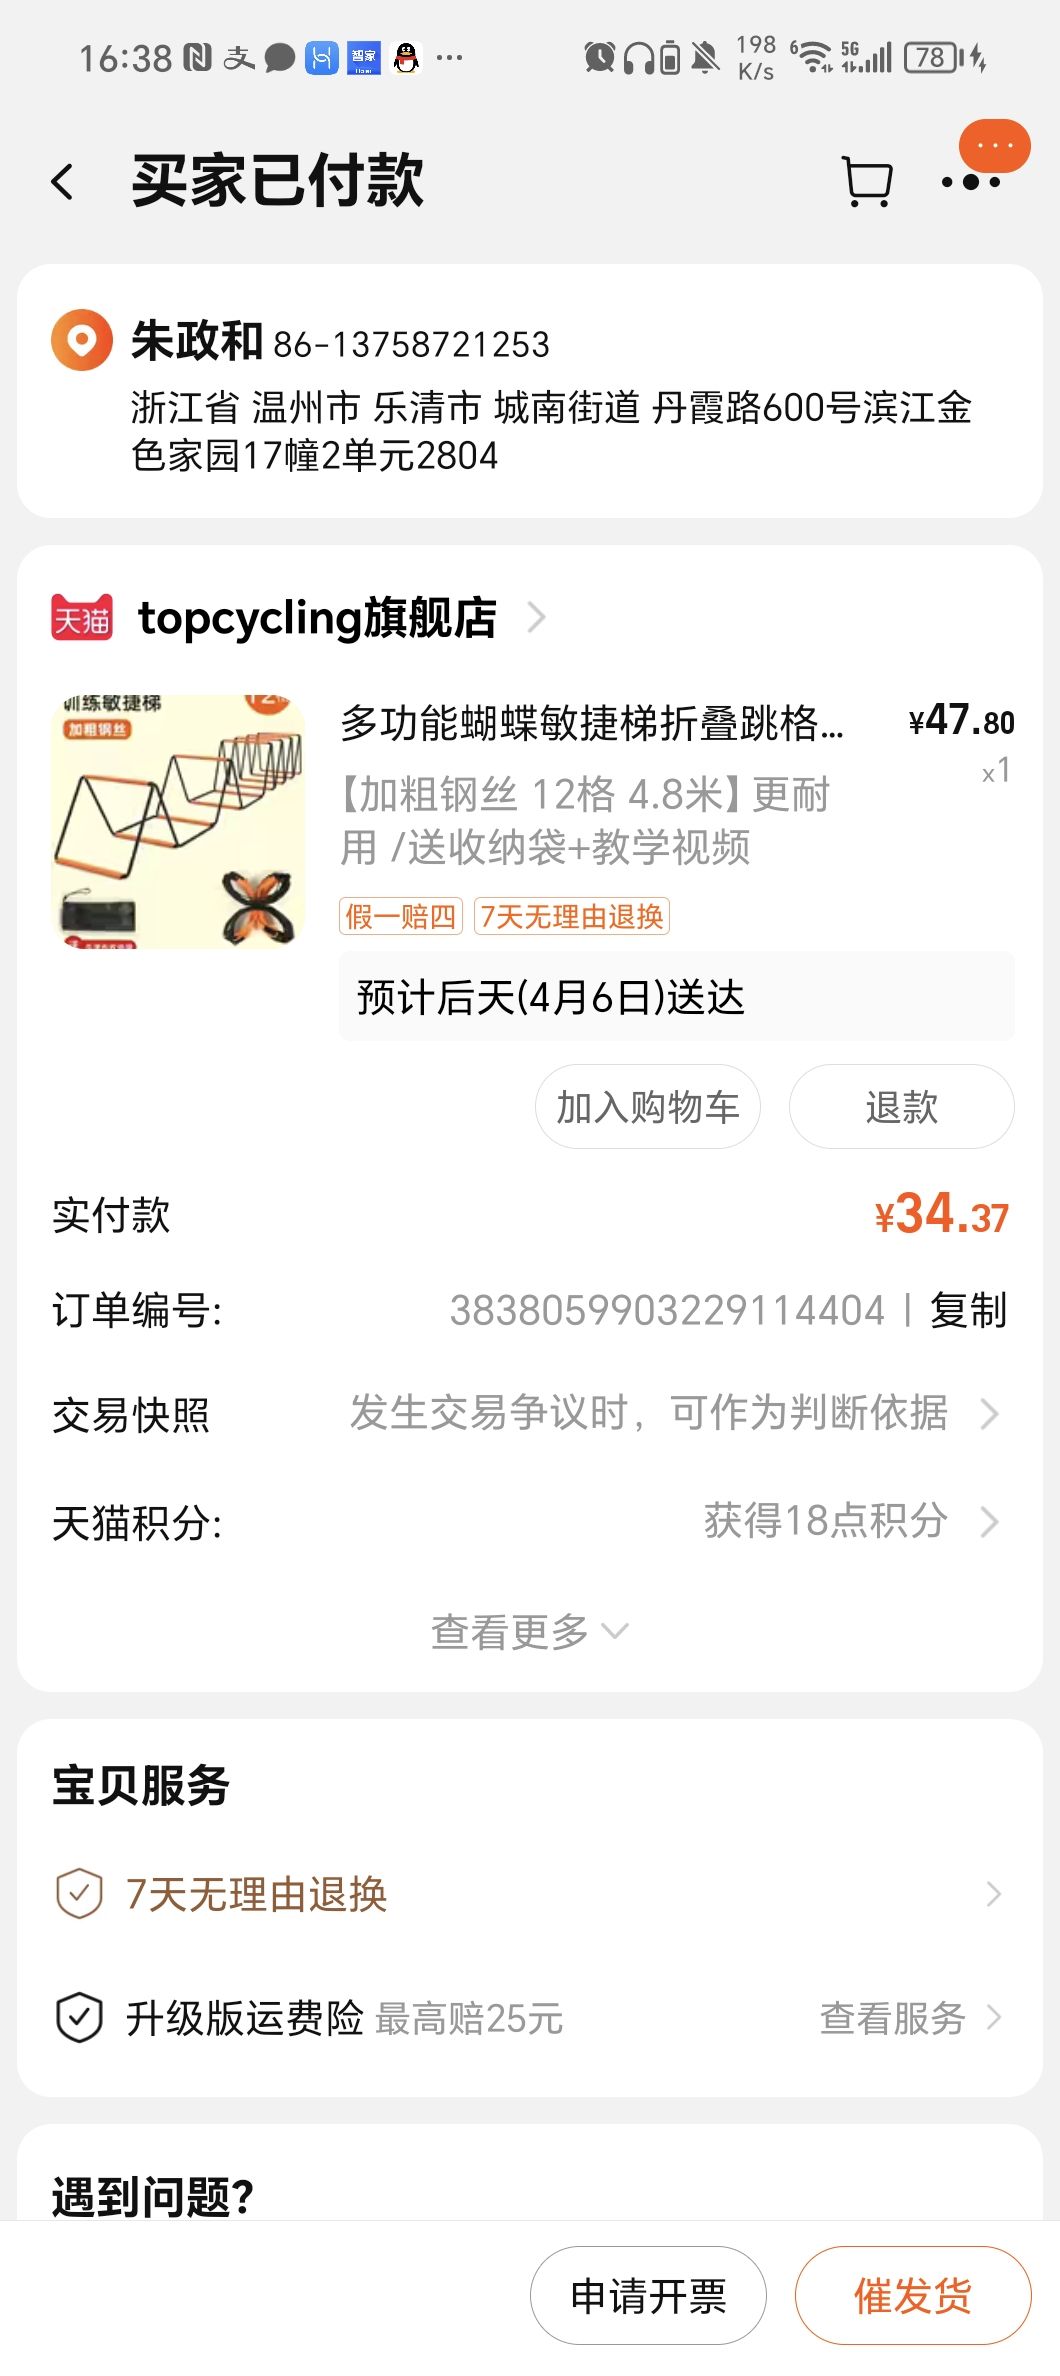 16:38
198
K/s
6
5G
78
买家已付款
朱政和 86-13758721253
浙江省 温州市 乐清市 城南街道 丹霞路600号滨江金
色家园17幢2单元2804
天猫 topcycling旗舰店
训练敏捷梯
加粗钢丝
多功能蝴蝶敏捷梯折叠跳格... ¥47.80
x1
【加粗钢丝 12格 4.8米】更耐
用 /送收纳袋+教学视频
假一赔四 7天无理由退换
预计后天(4月6日)送达
加入购物车 退款
实付款 ¥34.37
订单编号: 3838059903229114404 | 复制
交易快照 发生交易争议时，可作为判断依据
天猫积分: 获得18点积分
查看更多
宝贝服务
7天无理由退换
升级版运费险 最高赔25元 查看服务
遇到问题?
申请开票 催发货